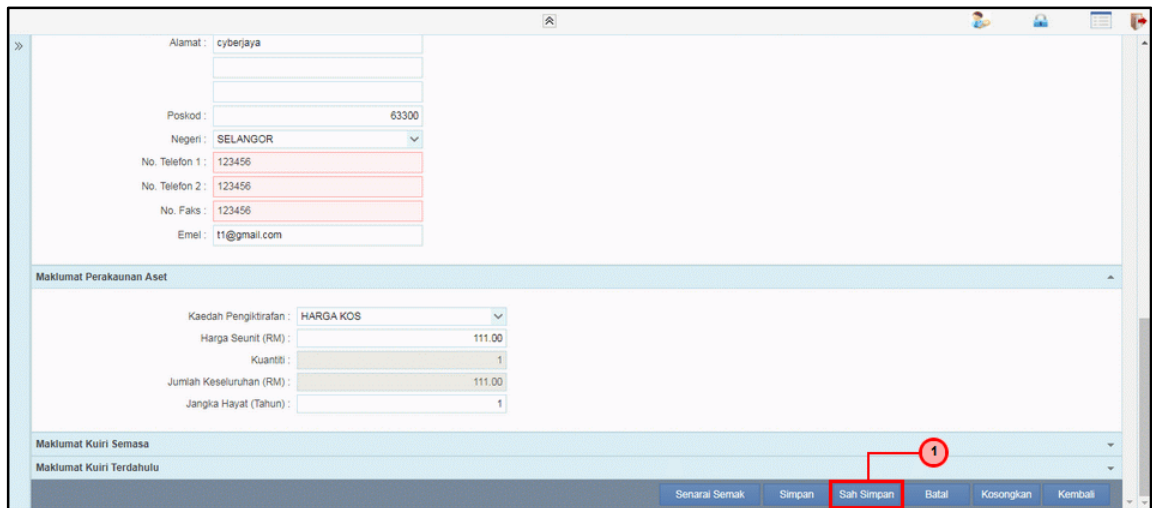 Alamat : cyberjaya
Poskod : 63300
Negeri : SELANGOR
No. Telefon 1 : 123456
No. Telefon 2 : 123456
No. Faks : 123456
Emel : t1@gmail.com
Maklumat Perakaunan Aset
Kaedah Pengiktirafan : HARGA KOS
Harga Seunit (RM) : 111.00
Kuantiti : 1
Jumlah Keseluruhan (RM) : 111.00
Jangka Hayat (Tahun) : 1
Maklumat Kuiri Semasa
1
Maklumat Kuiri Terdahulu
Senarai Semak Simpan Sah Simpan Batal Kosongkan Kembali